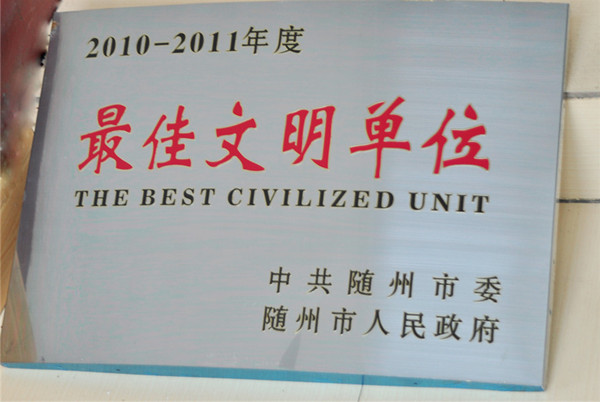 2010-2011年度
最佳文明单位
THE BEST CIVILIZED UNIT
中共随州市委
随州市人民政府